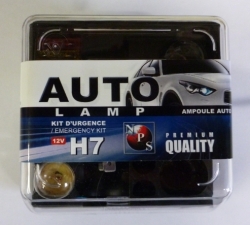 AUTO
LAMP
AMPOULE AUTO
KIT D'URGENCE
/ EMERGENCY KIT
12V H7
NPS
PREMIUM
QUALITY